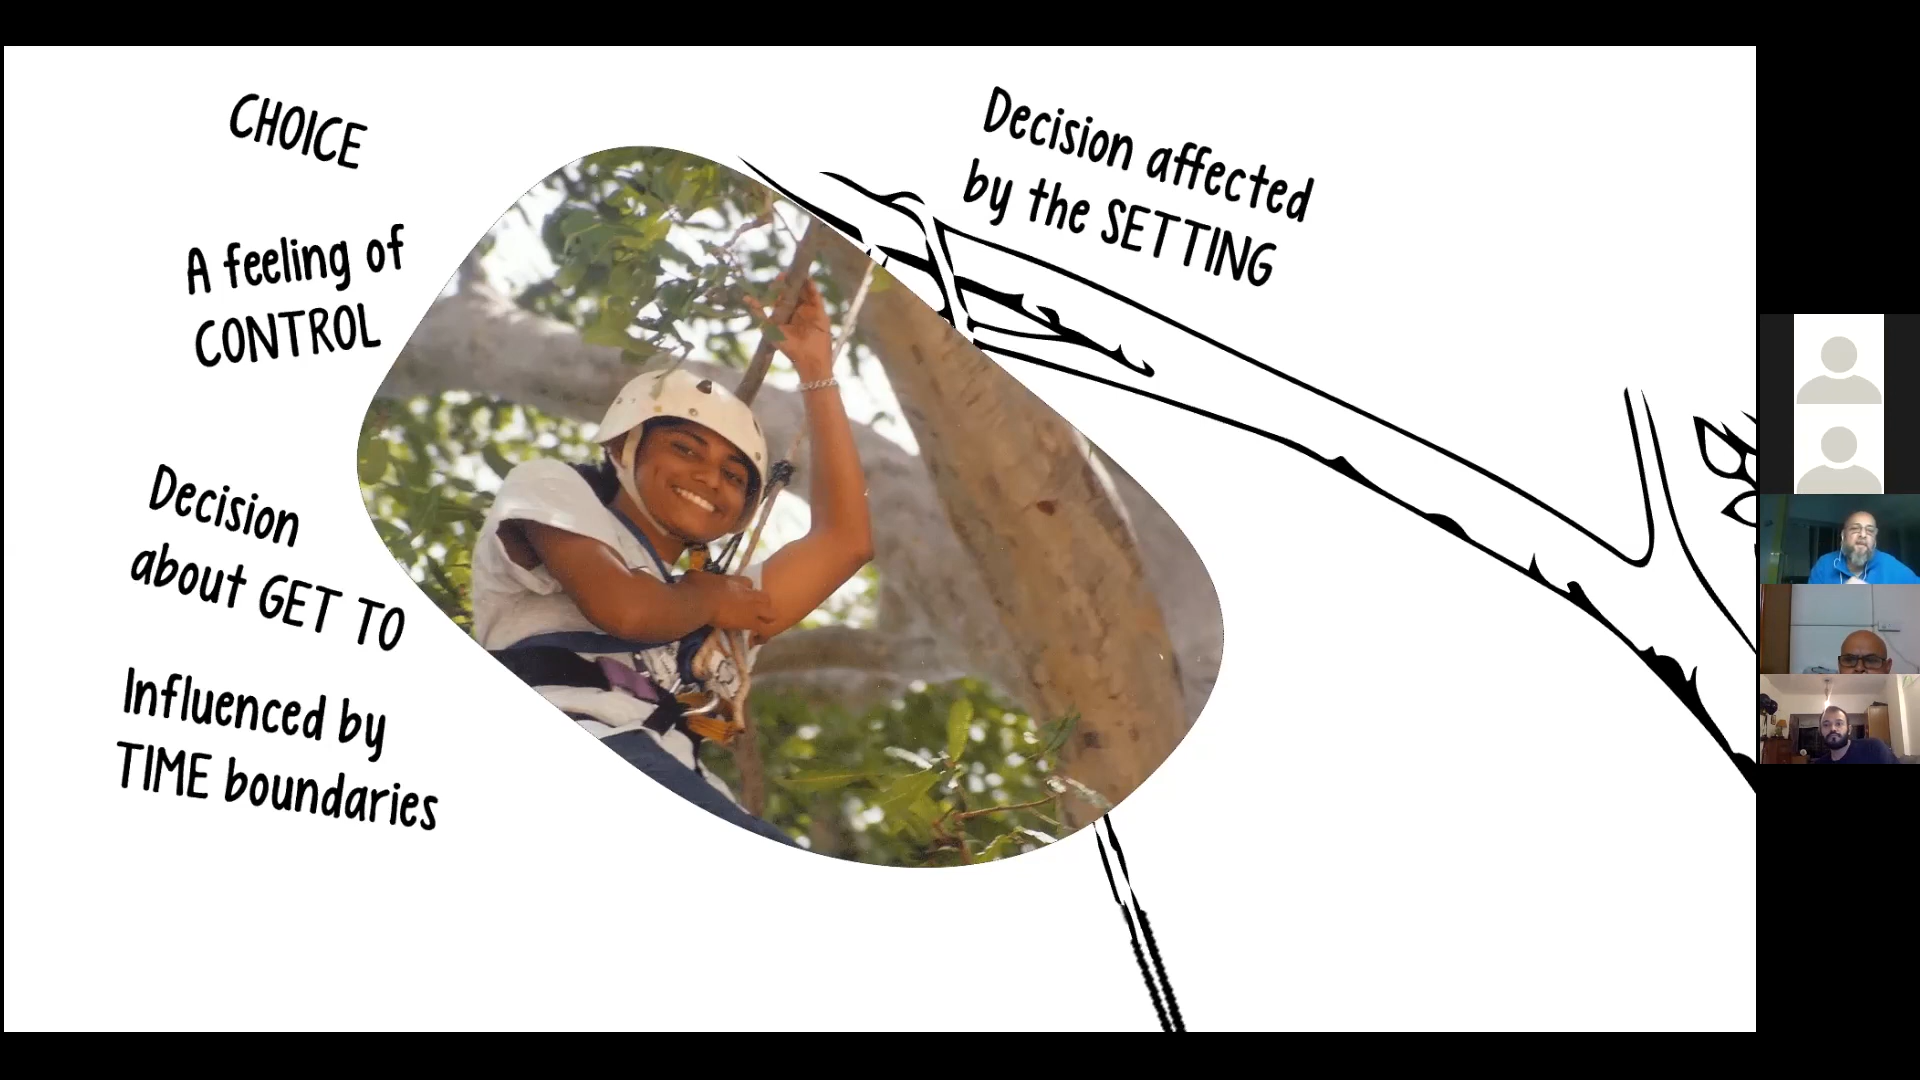 CHOICE
A feeling of
CONTROL
Decision
about GET TO
Influenced by
TIME boundaries
Decision affected
by the SETTING